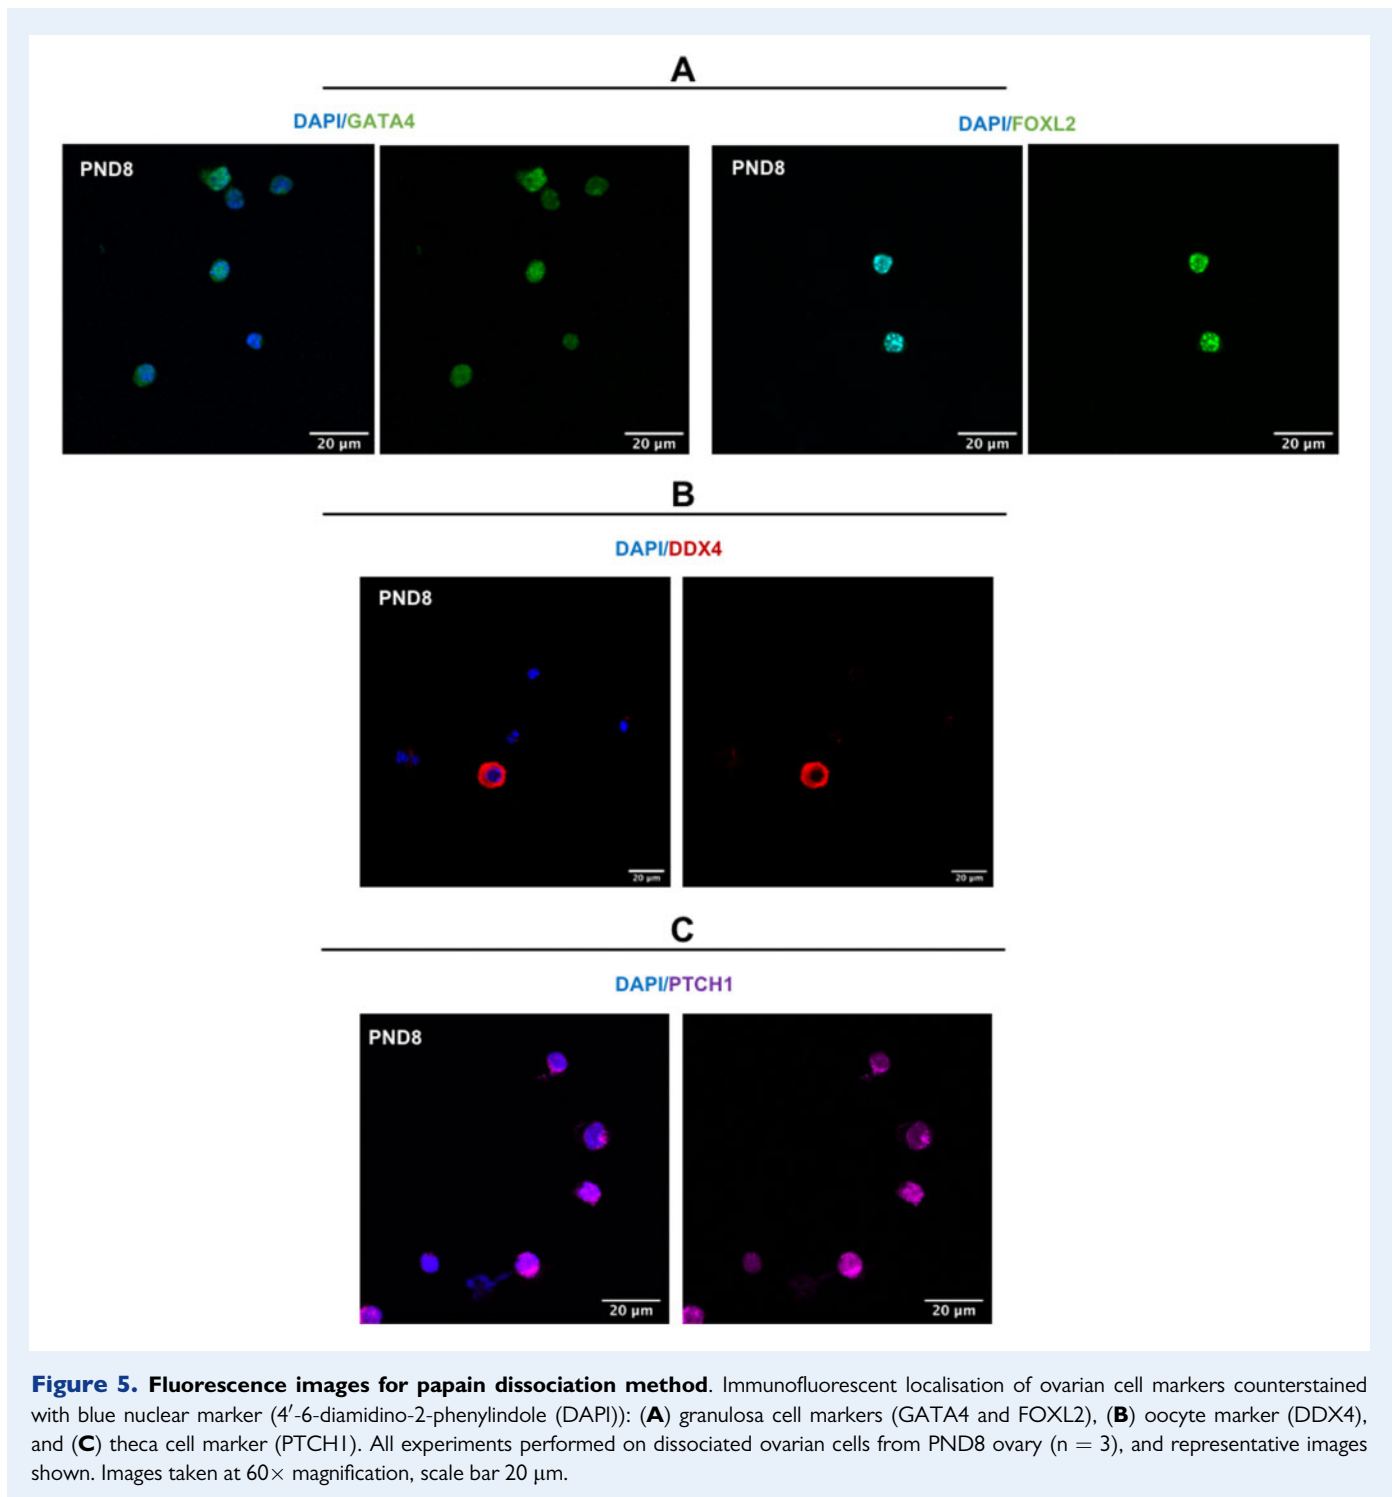 A
DAPI/GATA4
DAPI/FOXL2
PND8
20 µm
20 µm
PND8
20 µm
20 µm
B
DAPI/DDX4
PND8
20 µm
20 µm
C
DAPI/PTCH1
PND8
20 µm
20 µm
Figure 5. Fluorescence images for papain dissociation method. Immunofluorescent localisation of ovarian cell markers counterstained
with blue nuclear marker (4′-6-diamidino-2-phenylindole (DAPI)): (A) granulosa cell markers (GATA4 and FOXL2), (B) oocyte marker (DDX4),
and (C) theca cell marker (PTCH1). All experiments performed on dissociated ovarian cells from PND8 ovary (n = 3), and representative images
shown. Images taken at 60× magnification, scale bar 20 µm.